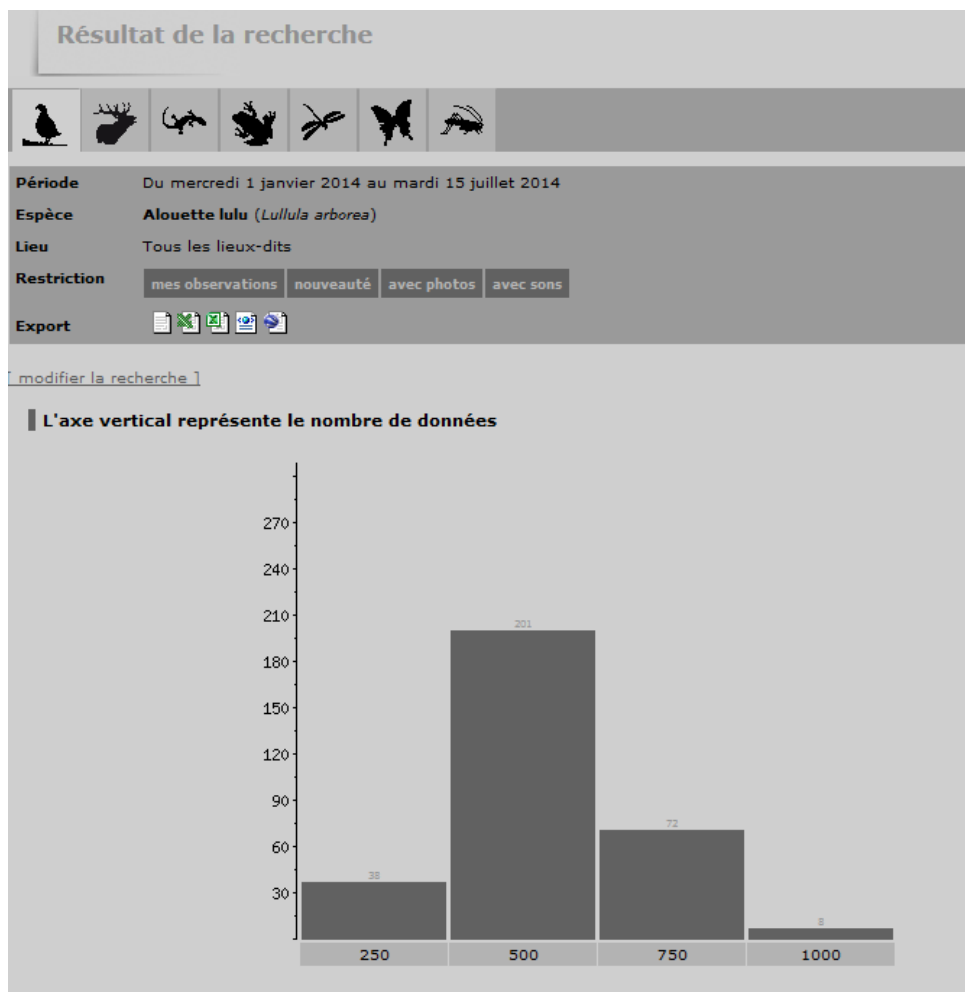 Résultat de la recherche
Période Du mercredi 1 janvier 2014 au mardi 15 juillet 2014
Espèce Alouette lulu (Lullula arborea)
Lieu Tous les lieux-dits
Restriction mes observations nouveauté avec photos avec sons
Export
[ modifier la recherche ]
L'axe vertical représente le nombre de données
270
240
210
201
180
150
120
90
72
60
38
30
8
250 500 750 1000